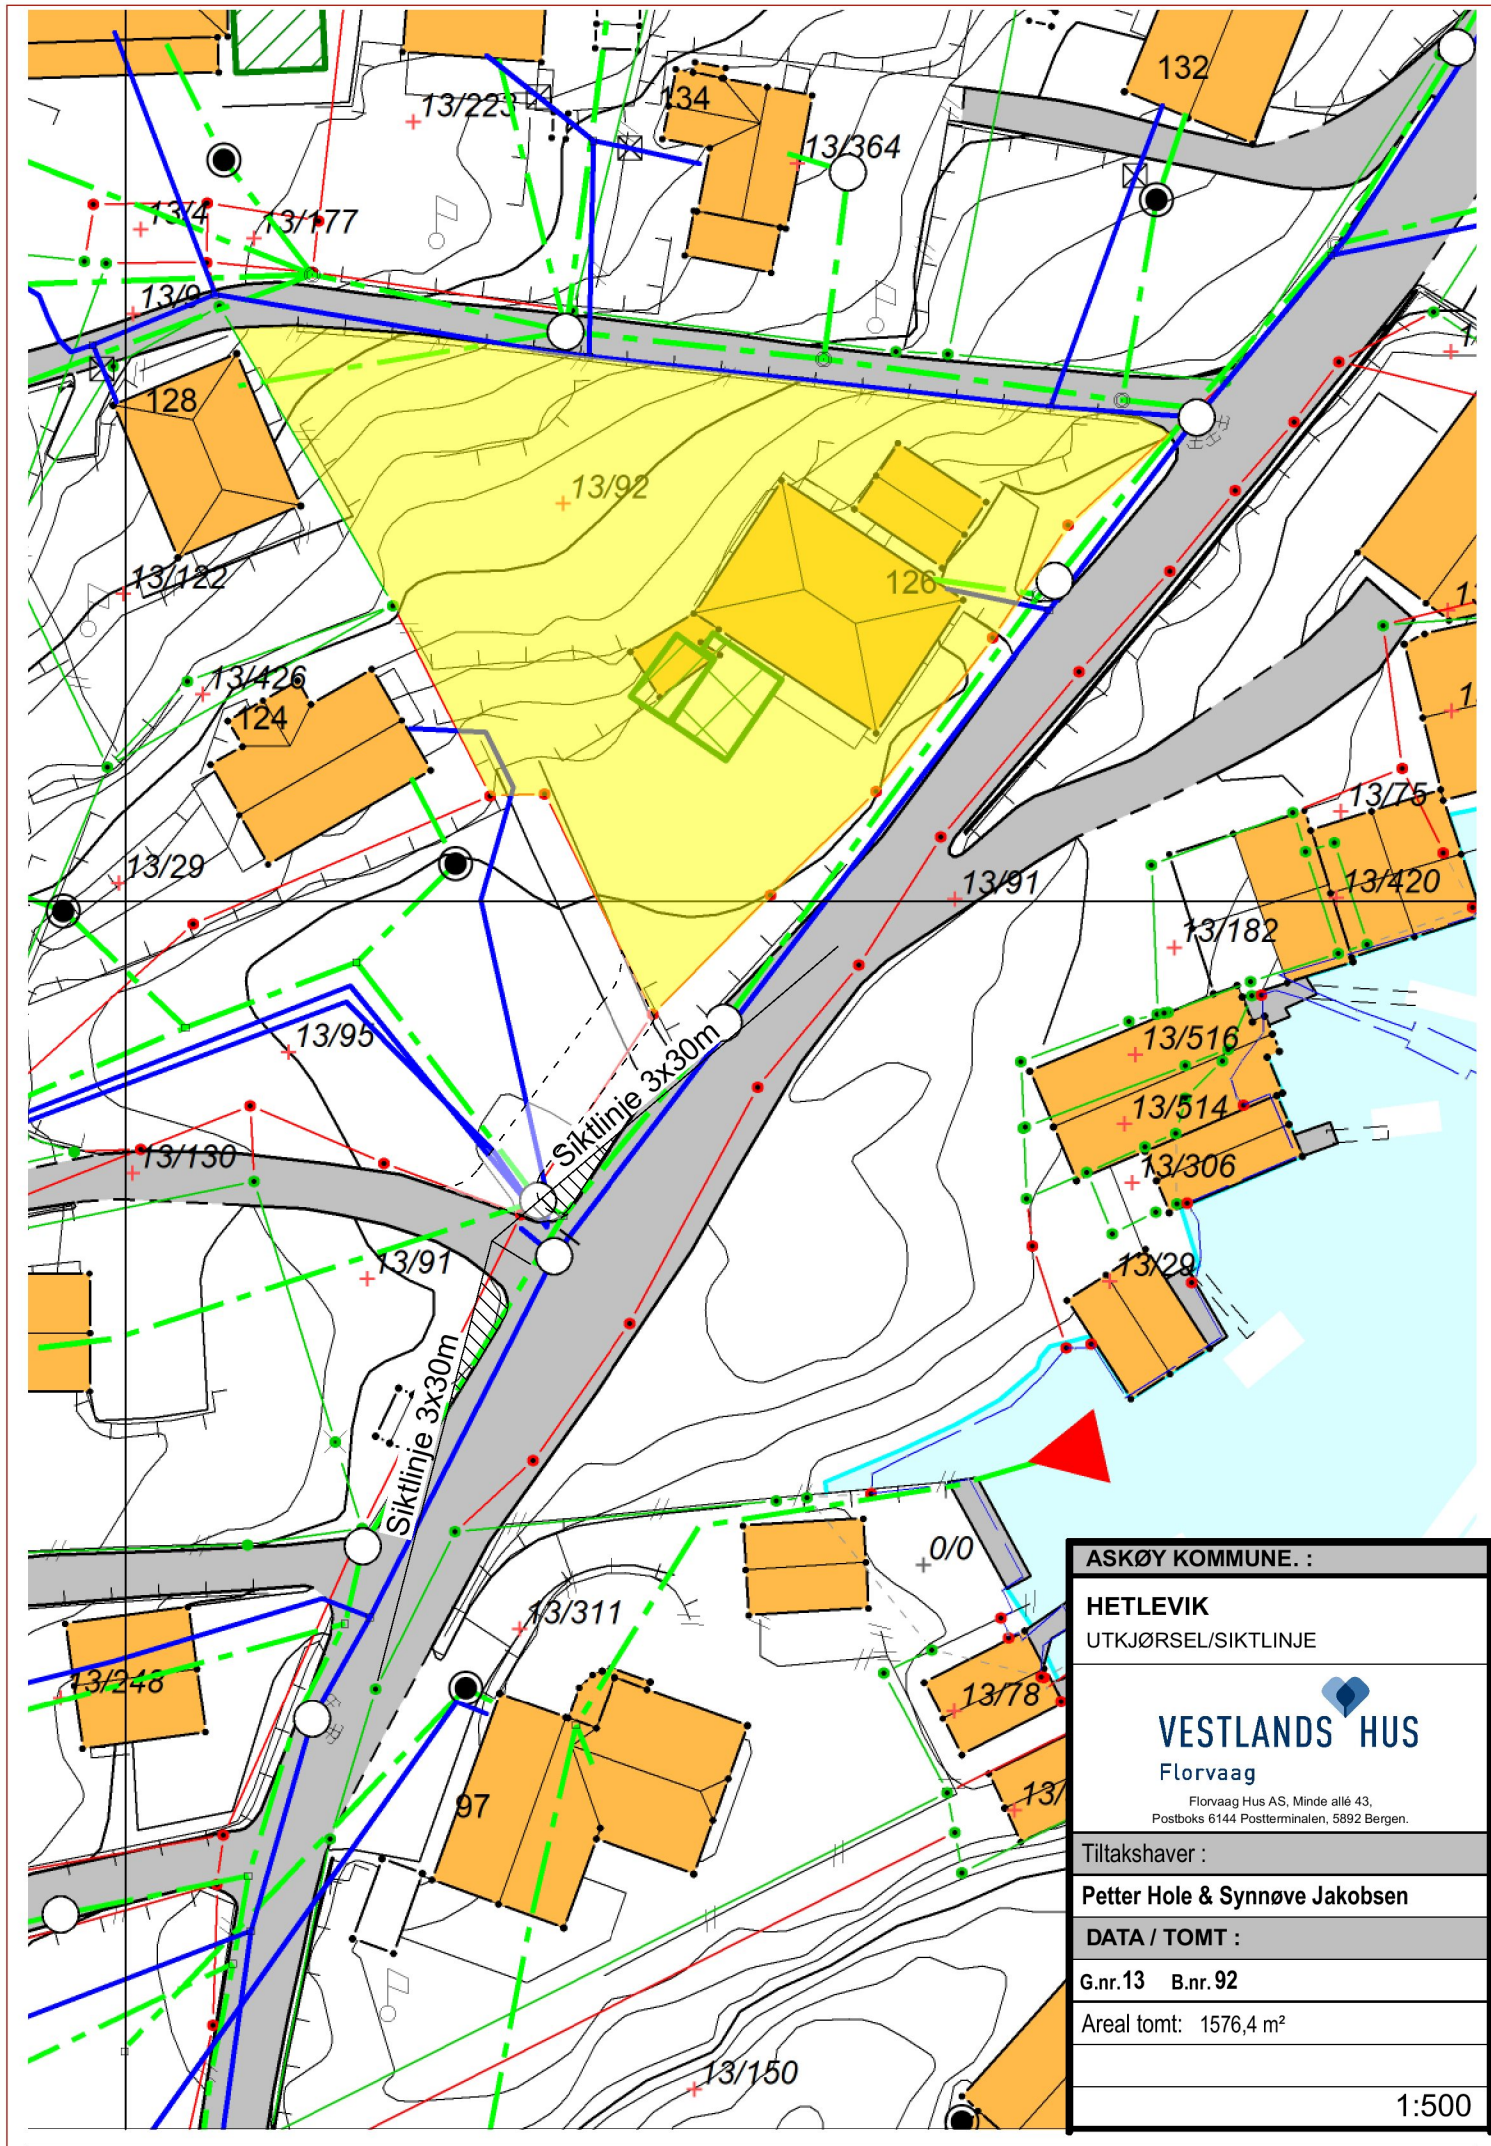 132
134
13/223
13/364
13/4
13/177
13/9
128
13/92
126
13/122
13/426
124
13/75
13/29
13/91
13/420
13/182
13/95
13/516
Siktlinje 3x30m
13/514
13/130
13/306
13/91
13/29
Siktlinje 3x30m
0/0
13/311
13/248
13/78
97
13/150
ASKØY KOMMUNE. :
HETLEVIK
UTKJØRSEL/SIKTLINJE
VESTLANDS HUS
Florvaag
Florvaag Hus AS, Minde allé 43,
Postboks 6144 Postterminalen, 5892 Bergen.
Tiltakshaver :
Petter Hole & Synnøve Jakobsen
DATA / TOMT :
G.nr. 13 B.nr. 92
Areal tomt: 1576,4 m²
1:500